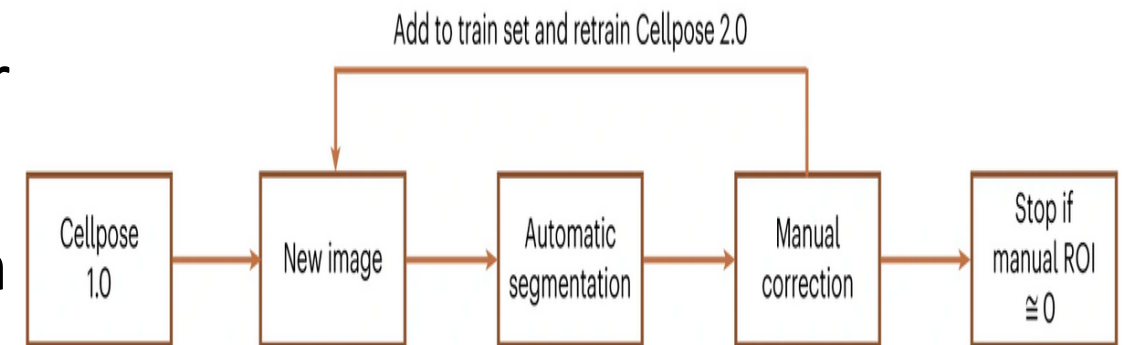 Add to train set and retrain Cellpose 2.0
Cellpose
1.0
New image
Automatic
segmentation
Manual
correction
Stop if
manual ROI
≅ 0